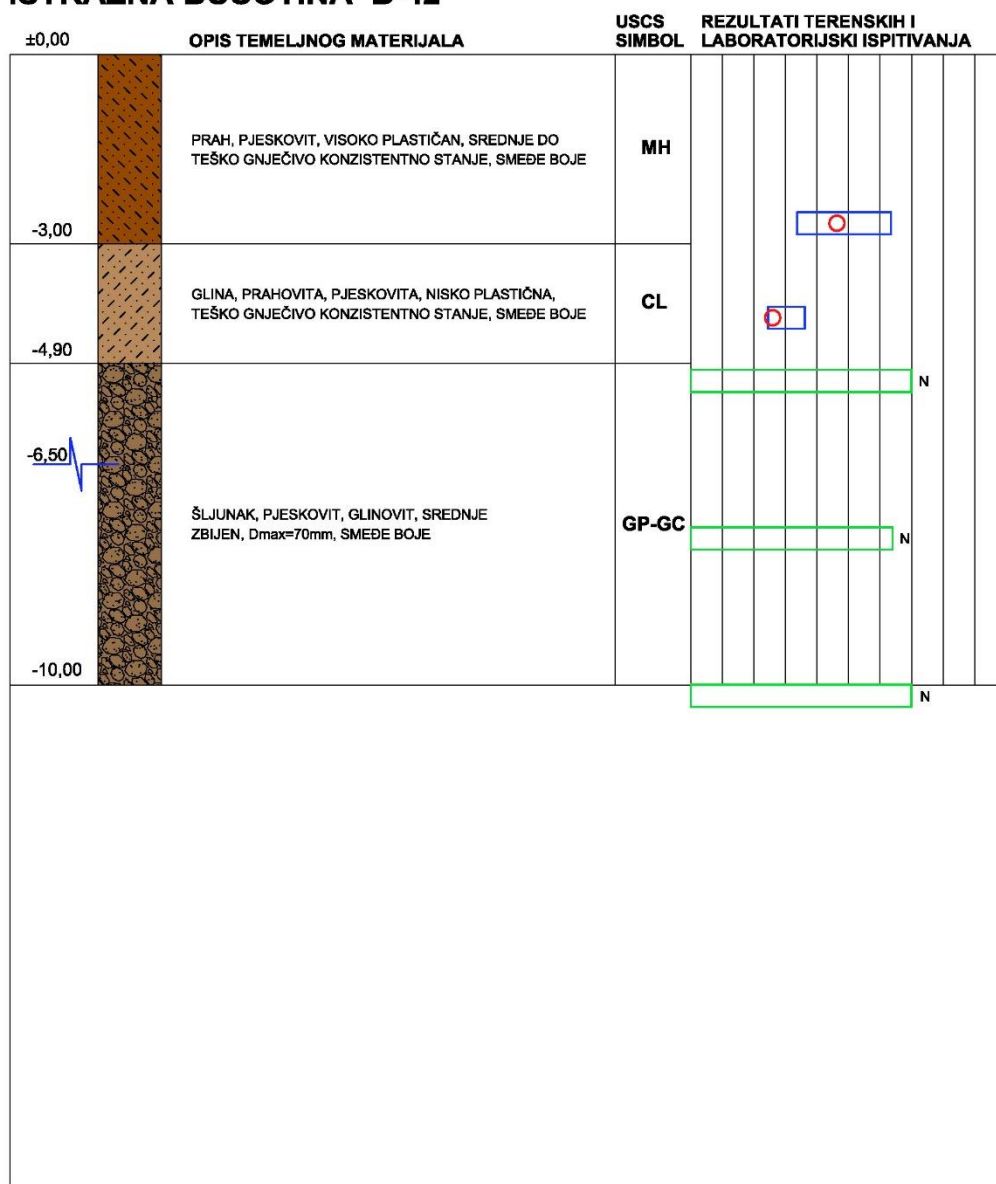 ±0,00
OPIS TEMELJNOG MATERIJALA
USCS
SIMBOL
REZULTATI TERENSKIH I
LABORATORIJSKI ISPITIVANJA
PRAH, PJESKOVIT, VISOKO PLASTIČAN, SREDNJE DO
TEŠKO GNJEČIVO KONZISTENTNO STANJE, SMEĐE BOJE
MH
-3,00
GLINA, PRAHOVITA, PJESKOVITA, NISKO PLASTIČNA,
TEŠKO GNJEČIVO KONZISTENTNO STANJE, SMEĐE BOJE
CL
-4,90
N
-6,50
ŠLJUNAK, PJESKOVIT, GLINOVIT, SREDNJE
ZBIJEN, Dmax=70mm, SMEĐE BOJE
GP-GC
N
-10,00
N